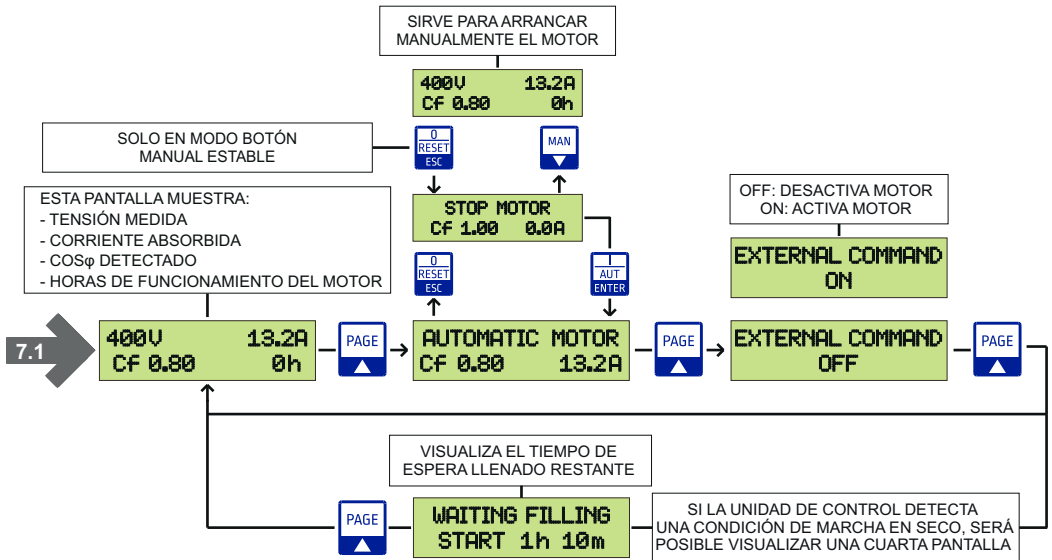 SIRVE PARA ARRANCAR
MANUALMENTE EL MOTOR
400V 13.2A
Cf 0.80 0h
SOLO EN MODO BOTÓN
MANUAL ESTABLE
0
RESET
ESC
MAN
ESTA PANTALLA MUESTRA:
- TENSIÓN MEDIDA
- CORRIENTE ABSORBIDA
- COSφ DETECTADO
- HORAS DE FUNCIONAMIENTO DEL MOTOR
STOP MOTOR
Cf 1.00 0.0A
OFF: DESACTIVA MOTOR
ON: ACTIVA MOTOR
EXTERNAL COMMAND
ON
0
RESET
ESC
I
AUT
ENTER
7.1
400V 13.2A
Cf 0.80 0h
PAGE
AUTOMATIC MOTOR
Cf 0.80 13.2A
PAGE
EXTERNAL COMMAND
OFF
PAGE
VISUALIZA EL TIEMPO DE
ESPERA LLENADO RESTANTE
PAGE
WAITING FILLING
START 1h 10m
SI LA UNIDAD DE CONTROL DETECTA
UNA CONDICIÓN DE MARCHA EN SECO, SERÁ
POSIBLE VISUALIZAR UNA CUARTA PANTALLA